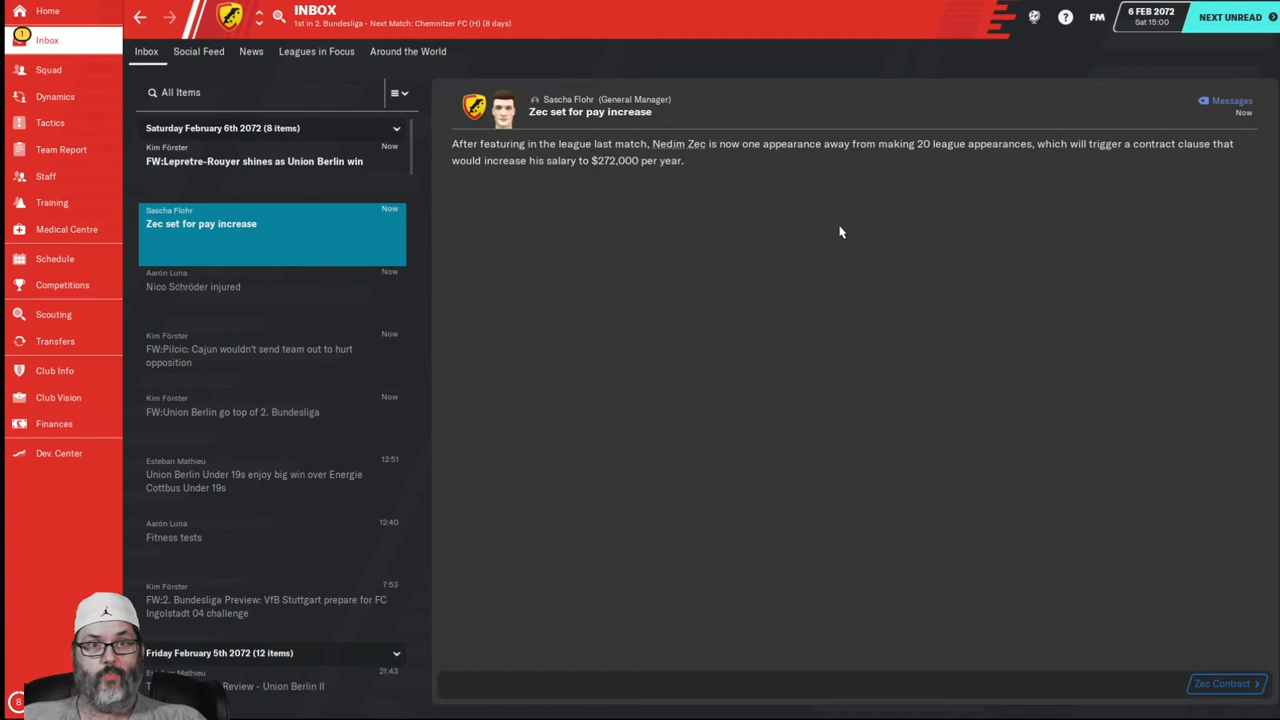 Home
Inbox
1
Squad
Dynamics
Tactics
Team Report
Staff
Training
Medical Centre
Schedule
Competitions
Scouting
Transfers
Club Info
Club Vision
Finances
Dev. Center
8
INBOX
1st in 2. Bundesliga - Next Match: Chemnitzer FC (H) (8 days)
FM
6 FEB 2072
Sat 15:00
NEXT UNREAD
Inbox
Social Feed
News
Leagues in Focus
Around the World
All Items
Saturday February 6th 2072 (8 items)
Kim Förster
Now
FW:Lepretre-Rouyer shines as Union Berlin win
Sascha Flohr
Now
Zec set for pay increase
Aarón Luna
Now
Nico Schröder injured
Kim Förster
Now
FW:Pilcic: Cajun wouldn't send team out to hurt
opposition
Kim Förster
Now
FW:Union Berlin go top of 2. Bundesliga
Esteban Mathieu
12:51
Union Berlin Under 19s enjoy big win over Energie
Cottbus Under 19s
Aarón Luna
12:40
Fitness tests
Kim Förster
7:53
FW:2. Bundesliga Preview: VfB Stuttgart prepare for FC
Ingolstadt 04 challenge
Friday February 5th 2072 (12 items)
Mathieu
21:43
Review - Union Berlin II
Sascha Flohr (General Manager)
Zec set for pay increase
Messages
Now
After featuring in the league last match, Nedim Zec is now one appearance away from making 20 league appearances, which will trigger a contract clause that
would increase his salary to $272,000 per year.
Zec Contract